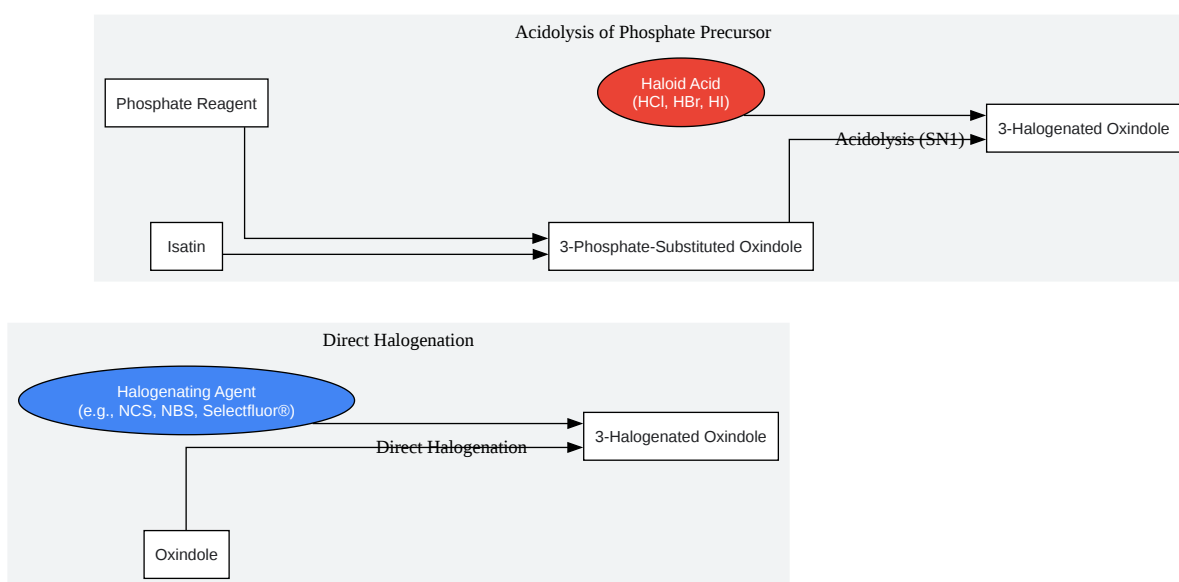 Acidolysis of Phosphate Precursor
Haloid Acid
(HCl, HBr, HI)
Phosphate Reagent
3-Halogenated Oxindole
Acidolysis (SN1)
Isatin
3-Phosphate-Substituted Oxindole
Direct Halogenation
Halogenating Agent
(e.g., NCS, NBS, Selectfluor®)
3-Halogenated Oxindole
Direct Halogenation
Oxindole